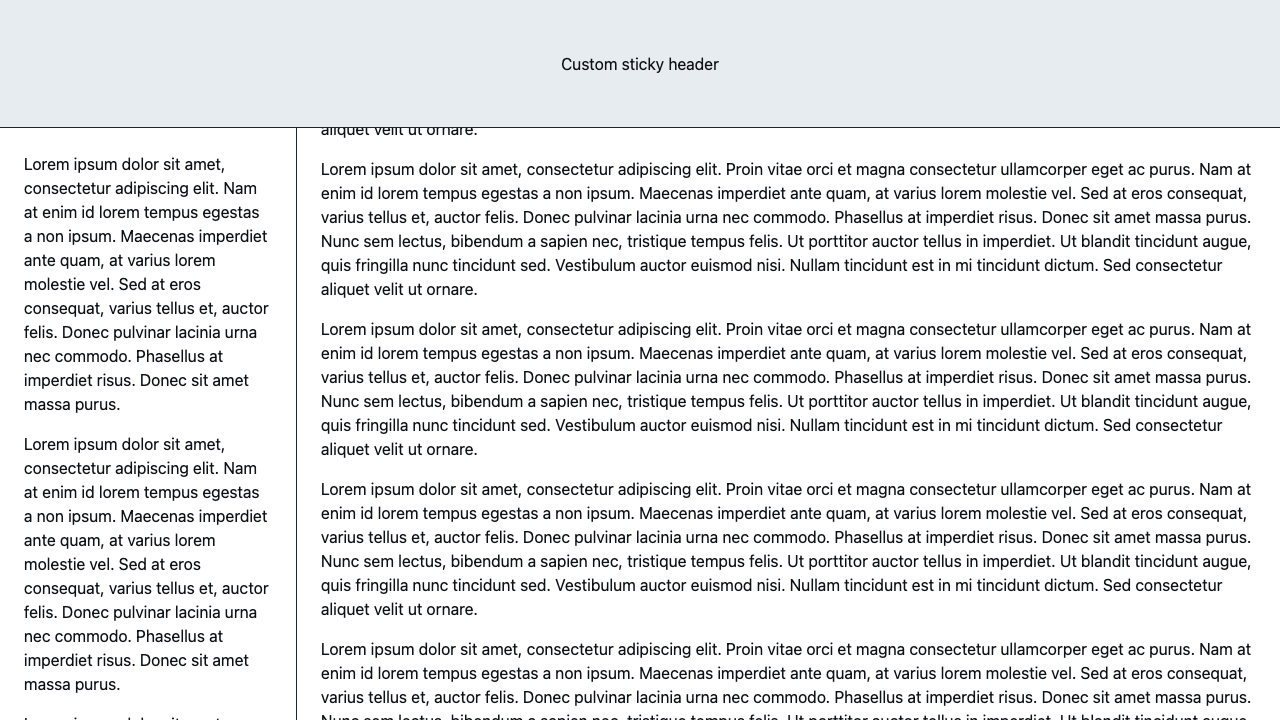 Custom sticky header
Lorem ipsum dolor sit amet,
consectetur adipiscing elit. Nam
at enim id lorem tempus egestas
a non ipsum. Maecenas imperdiet
ante quam, at varius lorem
molestie vel. Sed at eros
consequat, varius tellus et, auctor
felis. Donec pulvinar lacinia urna
nec commodo. Phasellus at
imperdiet risus. Donec sit amet
massa purus.
Lorem ipsum dolor sit amet,
consectetur adipiscing elit. Nam
at enim id lorem tempus egestas
a non ipsum. Maecenas imperdiet
ante quam, at varius lorem
molestie vel. Sed at eros
consequat, varius tellus et, auctor
felis. Donec pulvinar lacinia urna
nec commodo. Phasellus at
imperdiet risus. Donec sit amet
massa purus.
aliquet velit ut ornare.
Lorem ipsum dolor sit amet, consectetur adipiscing elit. Proin vitae orci et magna consectetur ullamcorper eget ac purus. Nam at
enim id lorem tempus egestas a non ipsum. Maecenas imperdiet ante quam, at varius lorem molestie vel. Sed at eros consequat,
varius tellus et, auctor felis. Donec pulvinar lacinia urna nec commodo. Phasellus at imperdiet risus. Donec sit amet massa purus.
Nunc sem lectus, bibendum a sapien nec, tristique tempus felis. Ut porttitor auctor tellus in imperdiet. Ut blandit tincidunt augue,
quis fringilla nunc tincidunt sed. Vestibulum auctor euismod nisi. Nullam tincidunt est in mi tincidunt dictum. Sed consectetur
aliquet velit ut ornare.
Lorem ipsum dolor sit amet, consectetur adipiscing elit. Proin vitae orci et magna consectetur ullamcorper eget ac purus. Nam at
enim id lorem tempus egestas a non ipsum. Maecenas imperdiet ante quam, at varius lorem molestie vel. Sed at eros consequat,
varius tellus et, auctor felis. Donec pulvinar lacinia urna nec commodo. Phasellus at imperdiet risus. Donec sit amet massa purus.
Nunc sem lectus, bibendum a sapien nec, tristique tempus felis. Ut porttitor auctor tellus in imperdiet. Ut blandit tincidunt augue,
quis fringilla nunc tincidunt sed. Vestibulum auctor euismod nisi. Nullam tincidunt est in mi tincidunt dictum. Sed consectetur
aliquet velit ut ornare.
Lorem ipsum dolor sit amet, consectetur adipiscing elit. Proin vitae orci et magna consectetur ullamcorper eget ac purus. Nam at
enim id lorem tempus egestas a non ipsum. Maecenas imperdiet ante quam, at varius lorem molestie vel. Sed at eros consequat,
varius tellus et, auctor felis. Donec pulvinar lacinia urna nec commodo. Phasellus at imperdiet risus. Donec sit amet massa purus.
Nunc sem lectus, bibendum a sapien nec, tristique tempus felis. Ut porttitor auctor tellus in imperdiet. Ut blandit tincidunt augue,
quis fringilla nunc tincidunt sed. Vestibulum auctor euismod nisi. Nullam tincidunt est in mi tincidunt dictum. Sed consectetur
aliquet velit ut ornare.
Lorem ipsum dolor sit amet, consectetur adipiscing elit. Proin vitae orci et magna consectetur ullamcorper eget ac purus. Nam at
enim id lorem tempus egestas a non ipsum. Maecenas imperdiet ante quam, at varius lorem molestie vel. Sed at eros consequat,
varius tellus et, auctor felis. Donec pulvinar lacinia urna nec commodo. Phasellus at imperdiet risus. Donec sit amet massa purus.